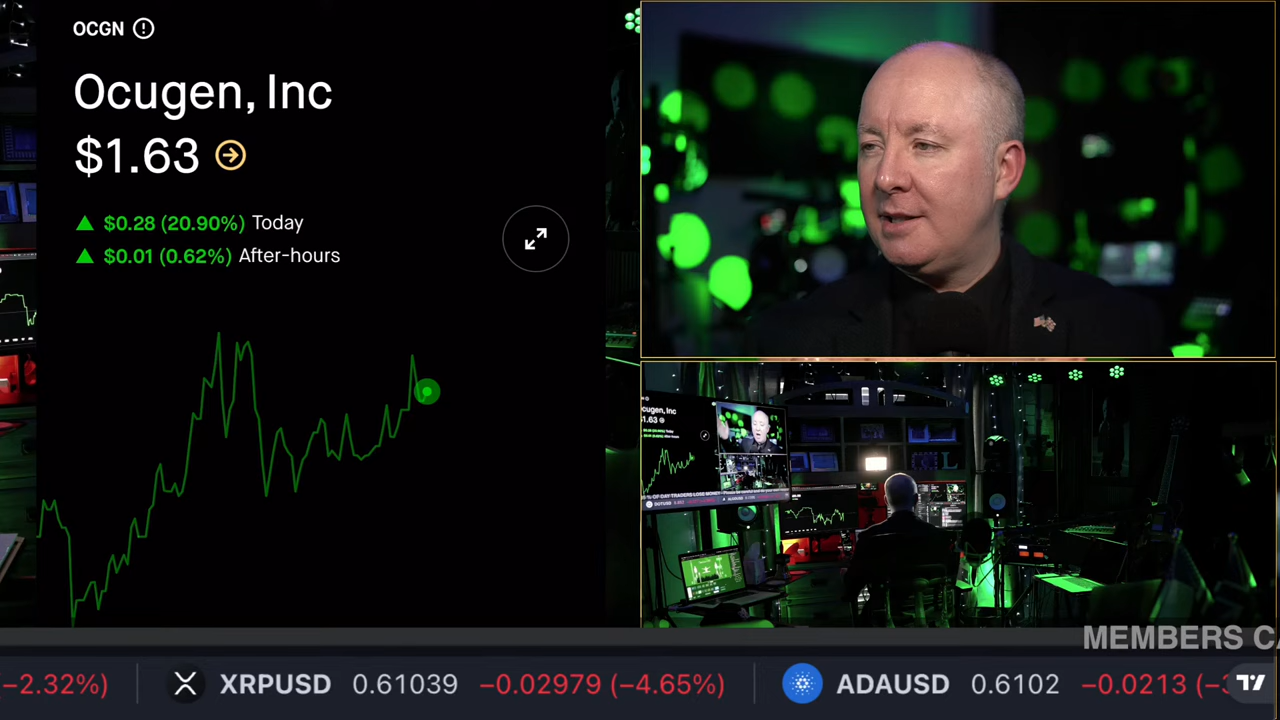 OCGN
Ocugen, Inc
$1.63
▲ $0.28 (20.90%) Today
▲ $0.01 (0.62%) After-hours
MEMBERS
−2.32%) XRPUSD 0.61039 −0.02979 (−4.65%) ADAUSD 0.6102 −0.0213